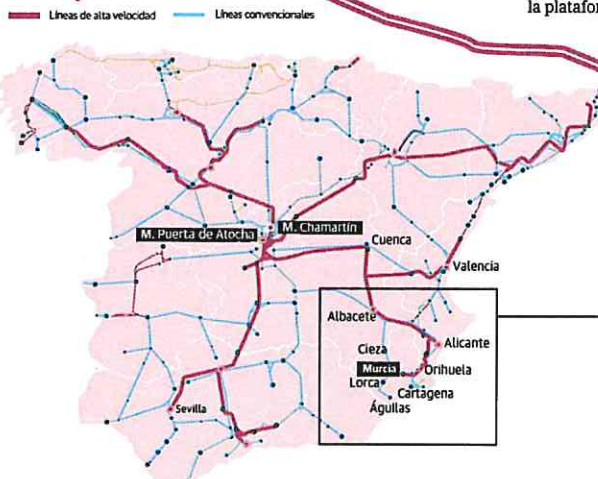 la platafor
Líneas de alta velocidad
Líneas convencionales
M. Puerta de Atocha
M. Chamartín
Cuenca
Valencia
Albacete
Alicante
Cieza
Murcia
Orihuela
Lorca
Cartagena
Águilas
Sevilla